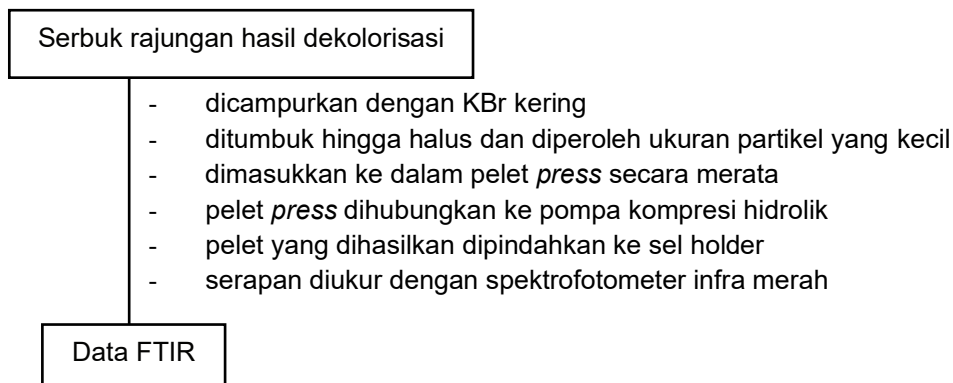 Serbuk rajungan hasil dekolorisasi
- dicampurkan dengan KBr kering
- ditumbuk hingga halus dan diperoleh ukuran partikel yang kecil
- dimasukkan ke dalam pelet press secara merata
- pelet press dihubungkan ke pompa kompresi hidrolik
- pelet yang dihasilkan dipindahkan ke sel holder
- serapan diukur dengan spektrofotometer infra merah
Data FTIR